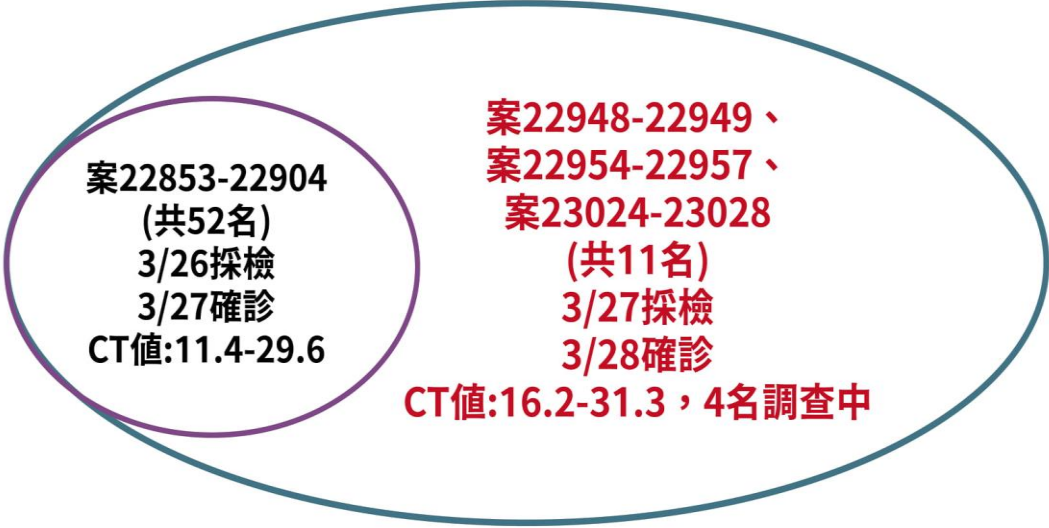 案22853-22904
(共52名)
3/26採檢
3/27確診
CT值:11.4-29.6
案22948-22949、
案22954-22957、
案23024-23028
(共11名)
3/27採檢
3/28確診
CT值:16.2-31.3，4名調查中